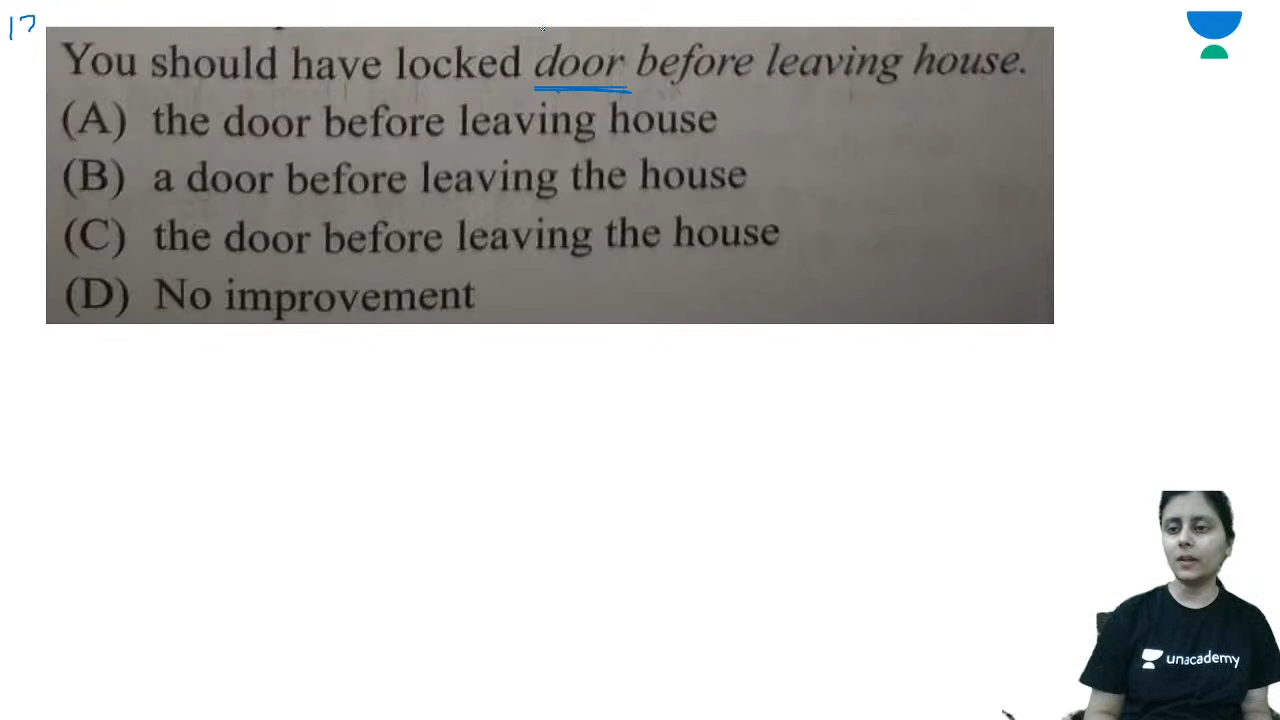 17
You should have locked door before leaving house.
(A) the door before leaving house
(B) a door before leaving the house
(C) the door before leaving the house
(D) No improvement
unacademy